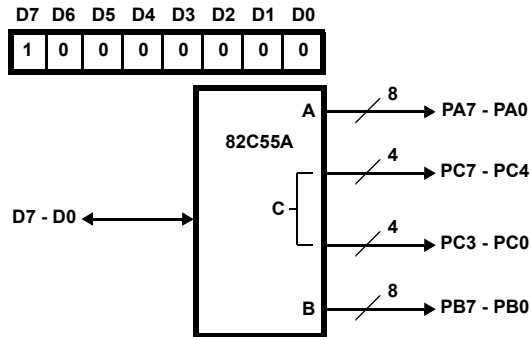 D7 D6 D5 D4 D3 D2 D1 D0
1 0 0 0 0 0 0 0
A 8 PA7 - PA0
82C55A
4 PC7 - PC4
C
D7 - D0
4 PC3 - PC0
B 8 PB7 - PB0